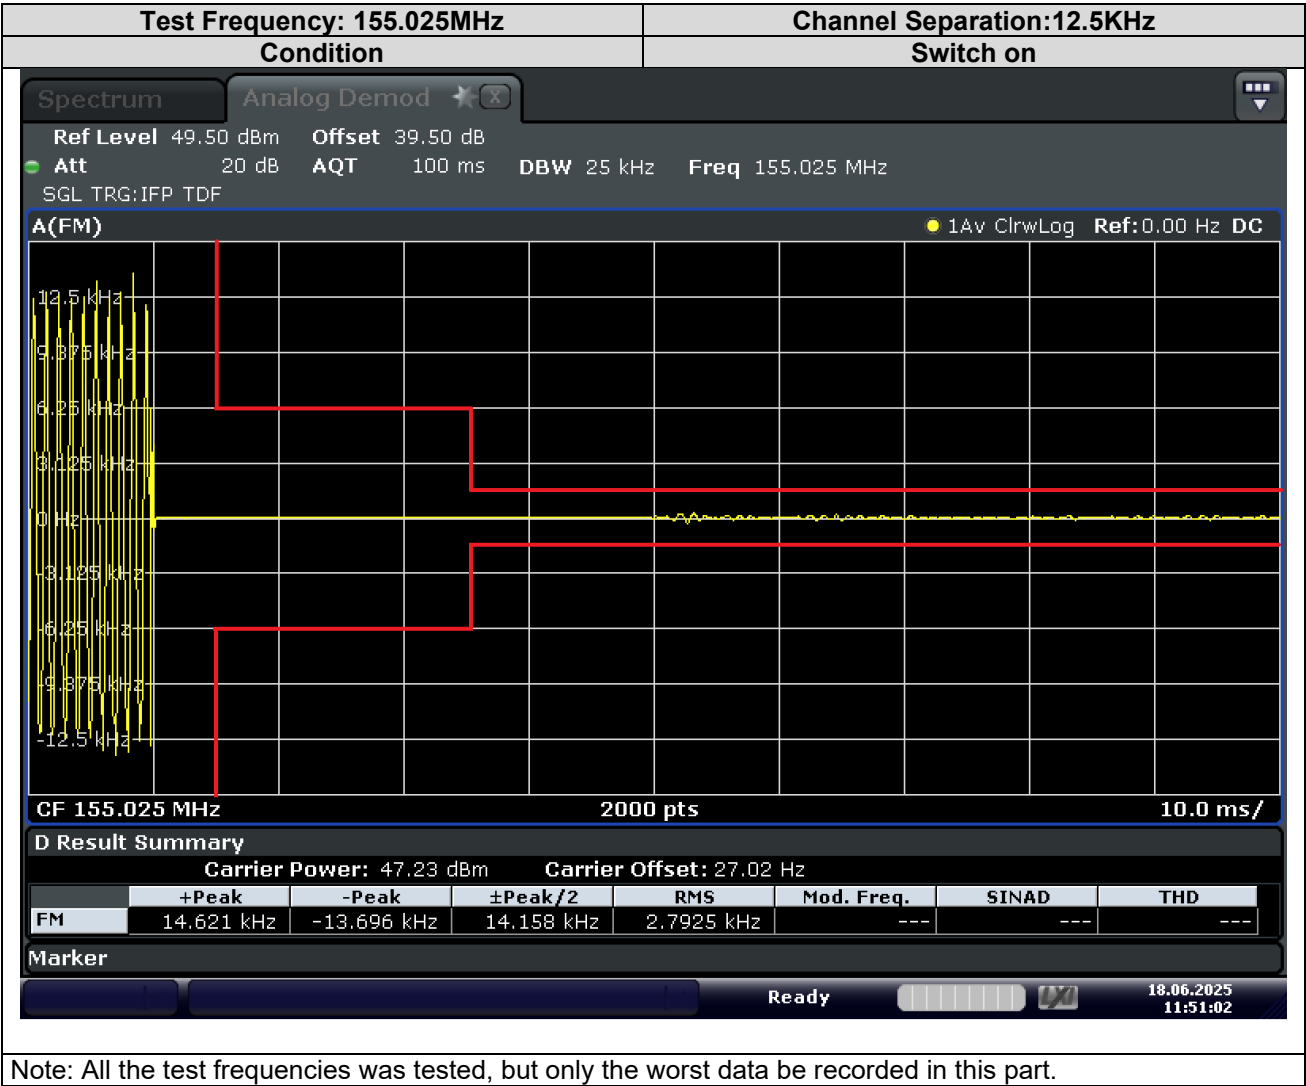 Test Frequency: 155.025MHz Channel Separation:12.5KHz
Condition Switch on
Spectrum Analog Demod X
Ref Level 49.50 dBm Offset 39.50 dB
Att 20 dB AQT 100 ms DBW 25 kHz Freq 155.025 MHz
SGL TRG:IFP TDF
A(FM) 1Av ClrwLog Ref:0.00 Hz DC
12.5 kHz
9.375 kHz
6.25 kHz
3.125 kHz
0 Hz
-3.125 kHz
-6.25 kHz
-9.375 kHz
-12.5 kHz
CF 155.025 MHz 2000 pts 10.0 ms/
D Result Summary
Carrier Power: 47.23 dBm Carrier Offset: 27.02 Hz
+Peak -Peak ±Peak/2 RMS Mod. Freq. SINAD THD
FM 14.621 kHz -13.696 kHz 14.158 kHz 2.7925 kHz --- --- ---
Marker
Ready LXI 18.06.2025
11:51:02
Note: All the test frequencies was tested, but only the worst data be recorded in this part.